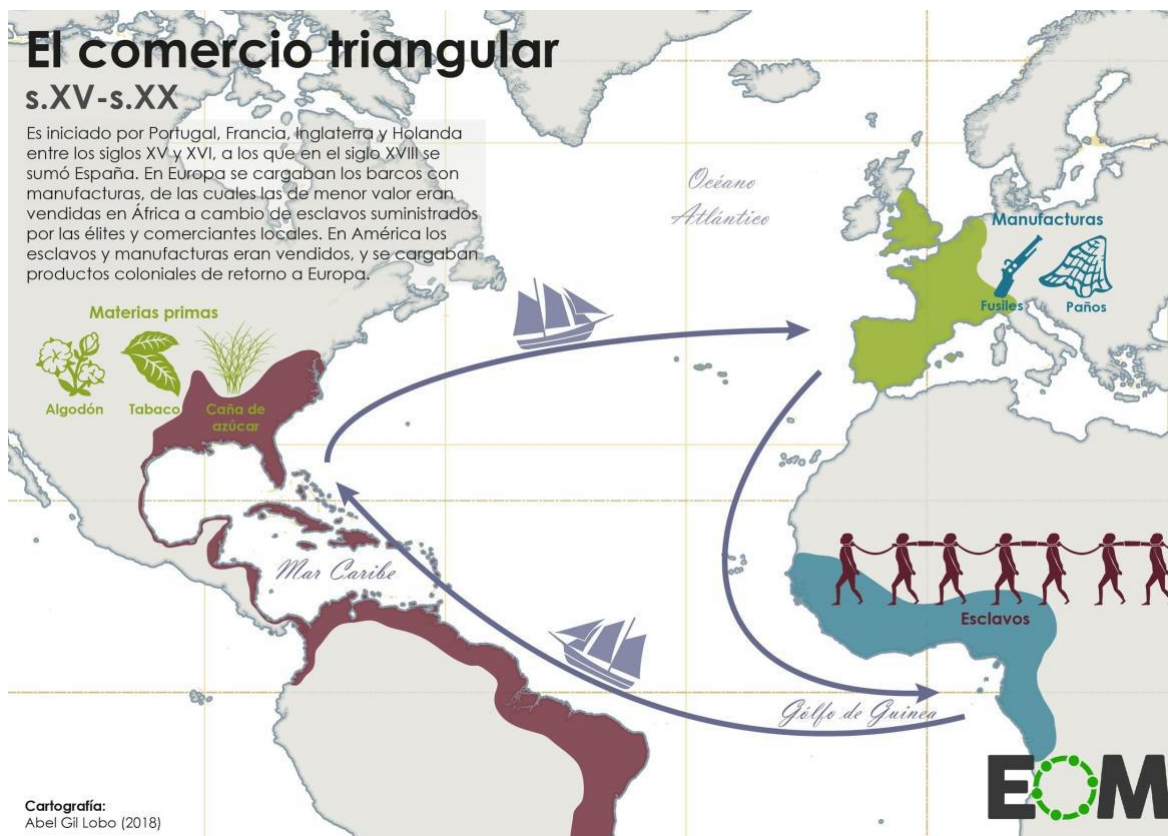 El comercio triangular
s.XV-s.XX
Es iniciado por Portugal, Francia, Inglaterra y Holanda
entre los siglos XV y XVI, a los que en el siglo XVIII se
sumó España. En Europa se cargaban los barcos con
manufacturas, de las cuales las de menor valor eran
vendidas en África a cambio de esclavos suministrados
por las élites y comerciantes locales. En América los
esclavos y manufacturas eran vendidos, y se cargaban
productos coloniales de retorno a Europa.
Océano
Atlántico
Manufacturas
Fusiles
Paños
Materias primas
Algodón
Tabaco
Caña de
azúcar
Mar Caribe
Esclavos
Gólfo de Guinea
EOM
Cartografía:
Abel Gil Lobo (2018)